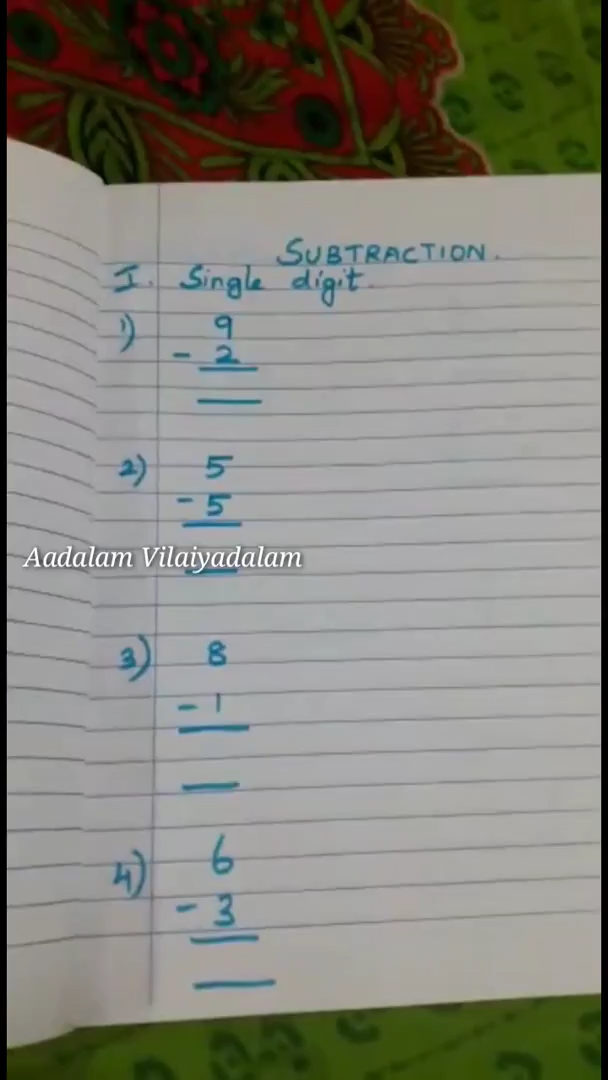 SUBTRACTION.
I. Single digit.
1) 9
- 2
2) 5
- 5
Aadalam Vilaiyadalam
3) 8
- 1
4) 6
- 3